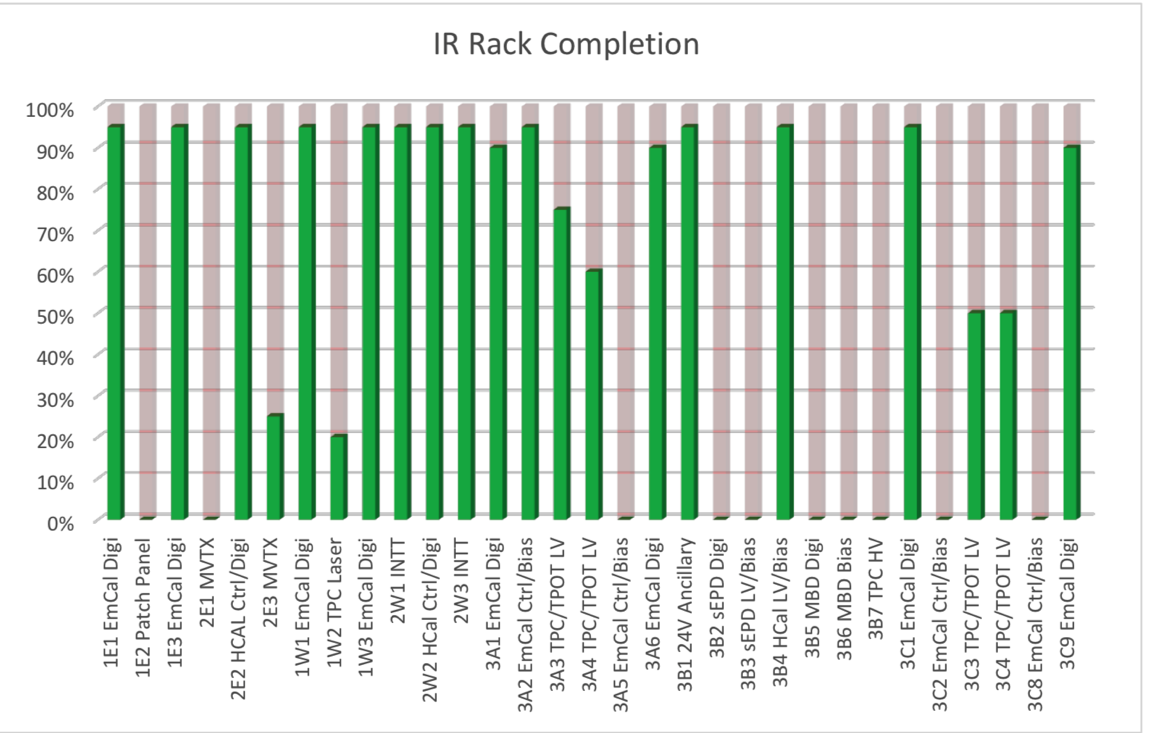 IR Rack Completion
100%
90%
80%
70%
60%
50%
40%
30%
20%
10%
0%
1E1 EmCal Digi
1E2 Patch Panel
1E3 EmCal Digi
2E1 MVTX
2E2 HCAL Ctrl/Digi
2E3 MVTX
1W1 EmCal Digi
1W2 TPC Laser
1W3 EmCal Digi
2W1 INTT
2W2 HCal Ctrl/Digi
2W3 INTT
3A1 EmCal Digi
3A2 EmCal Ctrl/Bias
3A3 TPC/TPOT LV
3A4 TPC/TPOT LV
3A5 EmCal Ctrl/Bias
3A6 EmCal Digi
3B1 24V Ancillary
3B2 sEPD Digi
3B3 sEPD LV/Bias
3B4 HCal LV/Bias
3B5 MBD Digi
3B6 MBD Bias
3B7 TPC HV
3C1 EmCal Digi
3C2 EmCal Ctrl/Bias
3C3 TPC/TPOT LV
3C4 TPC/TPOT LV
3C8 EmCal Ctrl/Bias
3C9 EmCal Digi